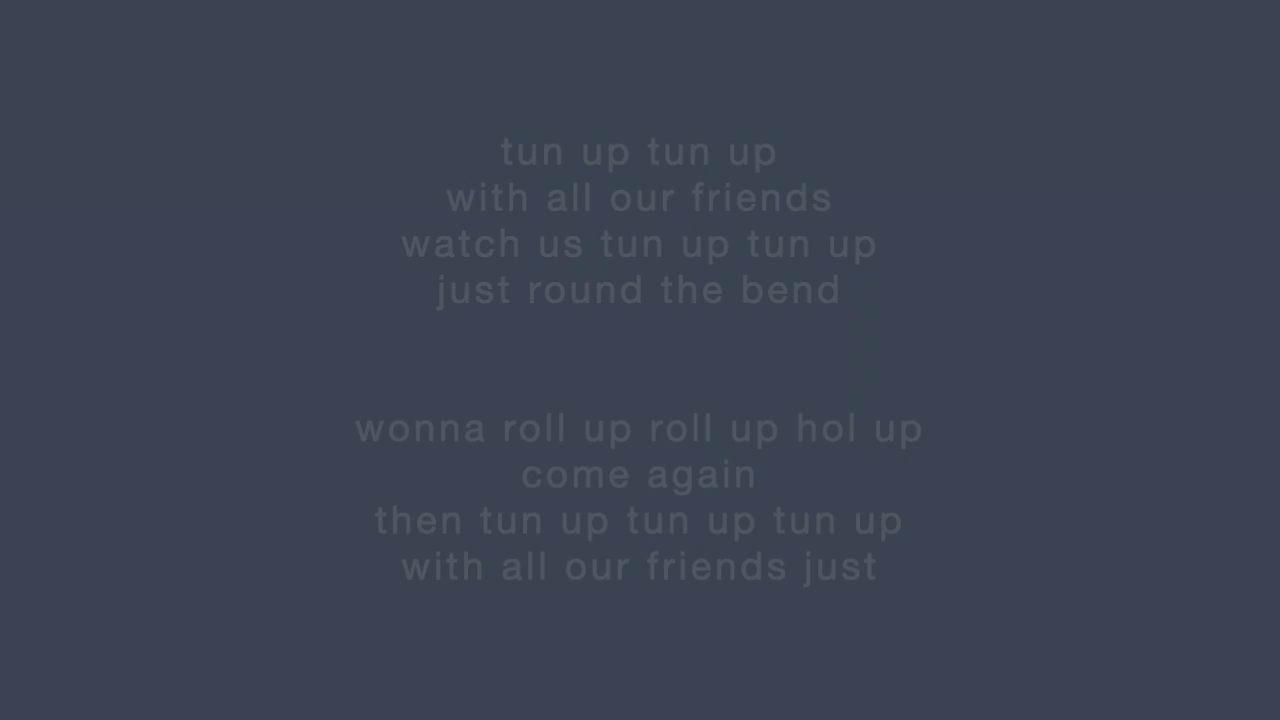 tun up tun up
with all our friends
watch us tun up tun up
just round the bend
wonna roll up roll up hol up
come again
then tun up tun up tun up
with all our friends just